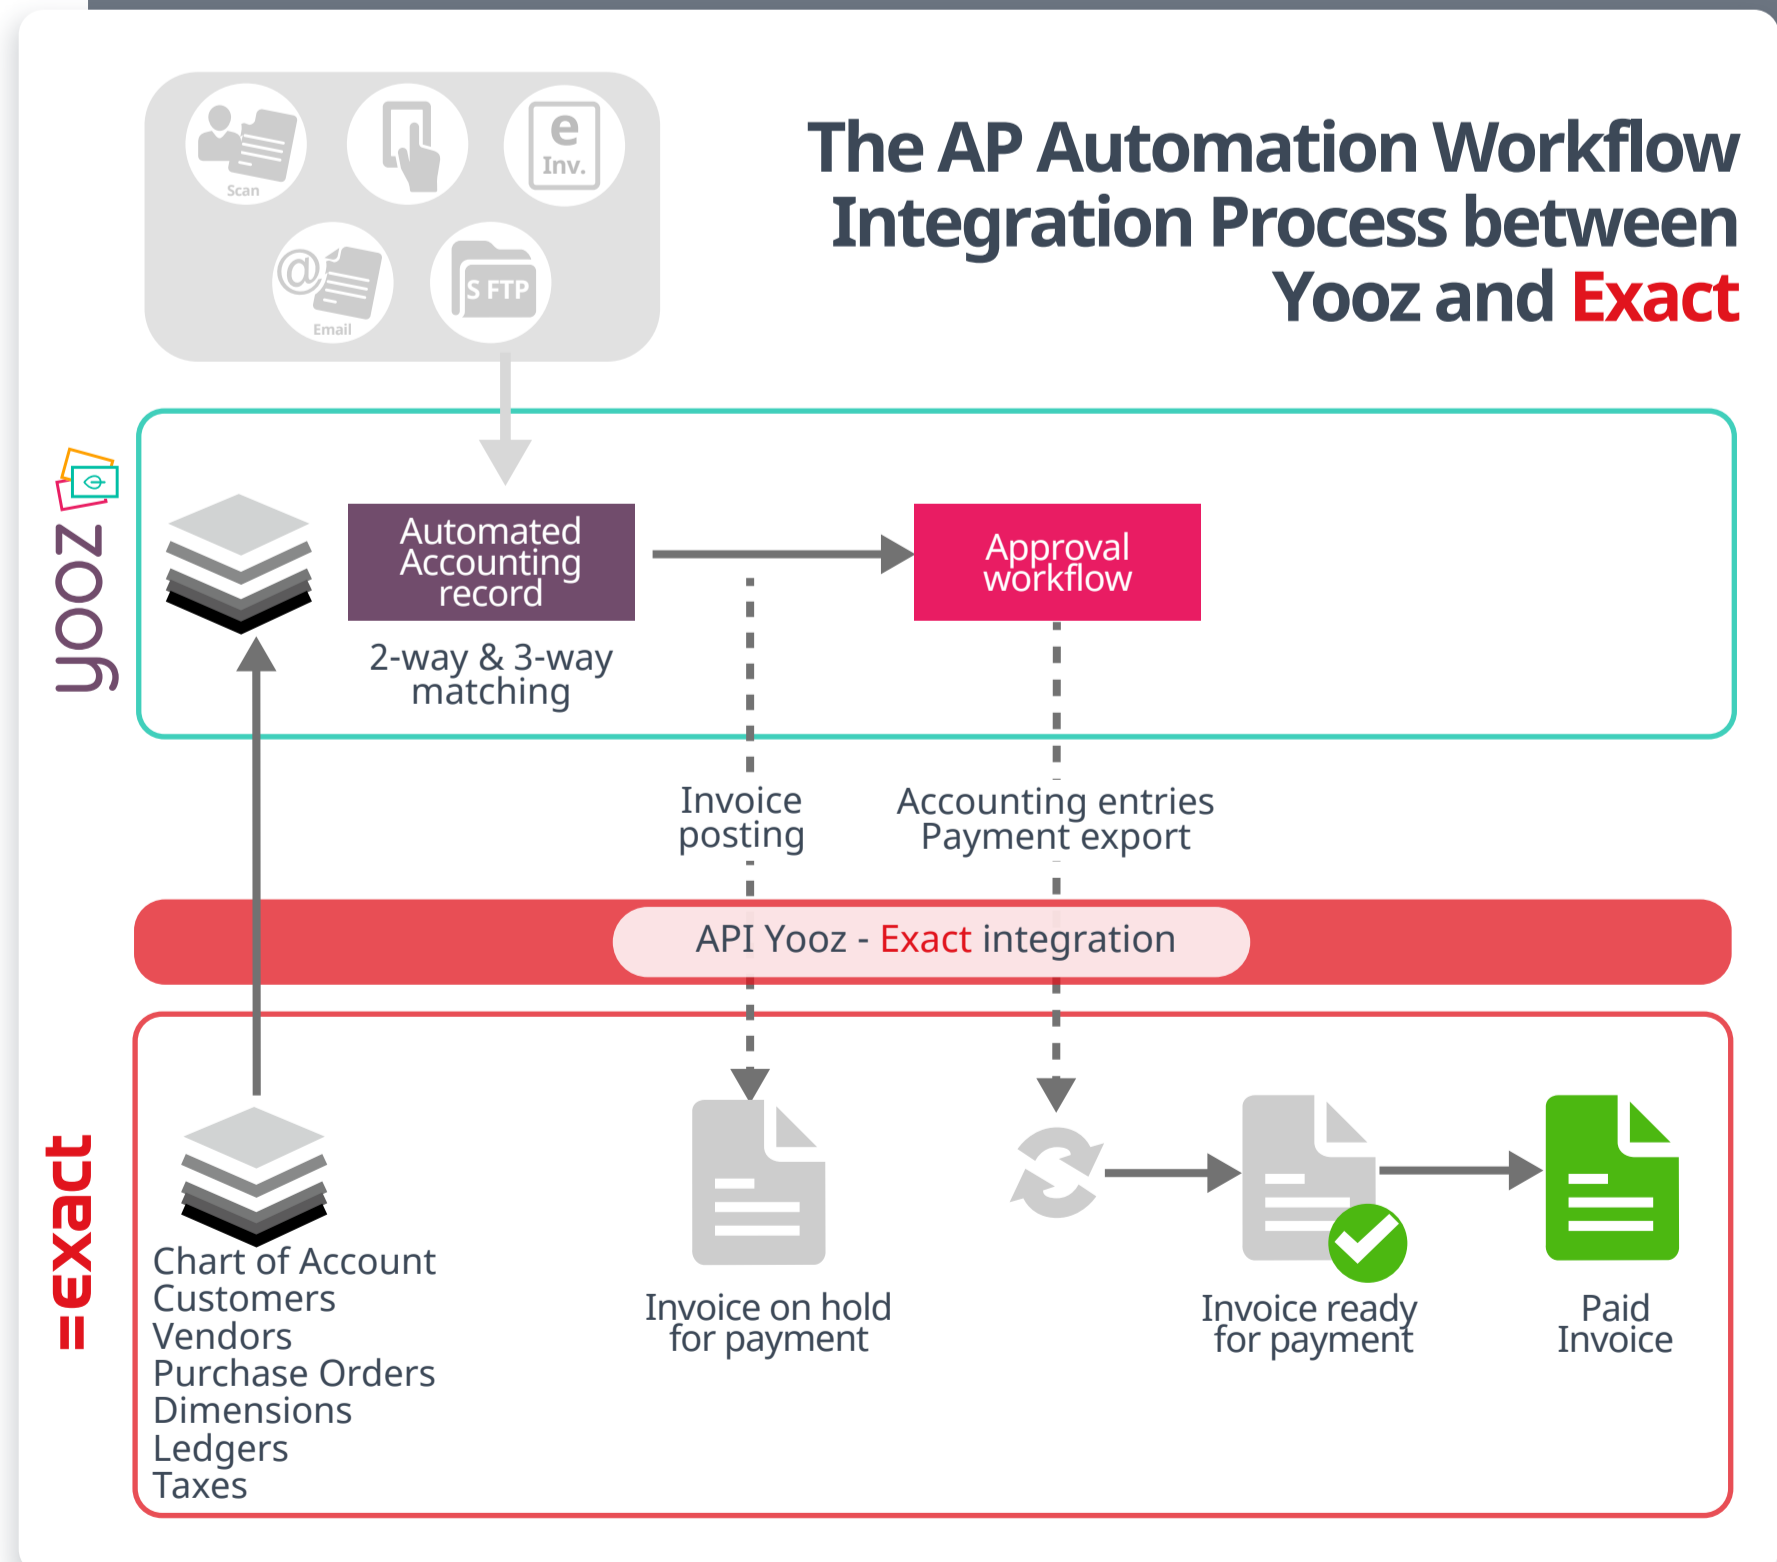 Scan
e
Inv.
@
Email
S FTP
The AP Automation Workflow
Integration Process between
Yooz and Exact
yooz
Automated
Accounting
record
2-way & 3-way
matching
Approval
workflow
Invoice
posting
Accounting entries
Payment export
API Yooz - Exact integration
=exact
Chart of Account
Customers
Vendors
Purchase Orders
Dimensions
Ledgers
Taxes
Invoice on hold
for payment
Invoice ready
for payment
Paid
Invoice